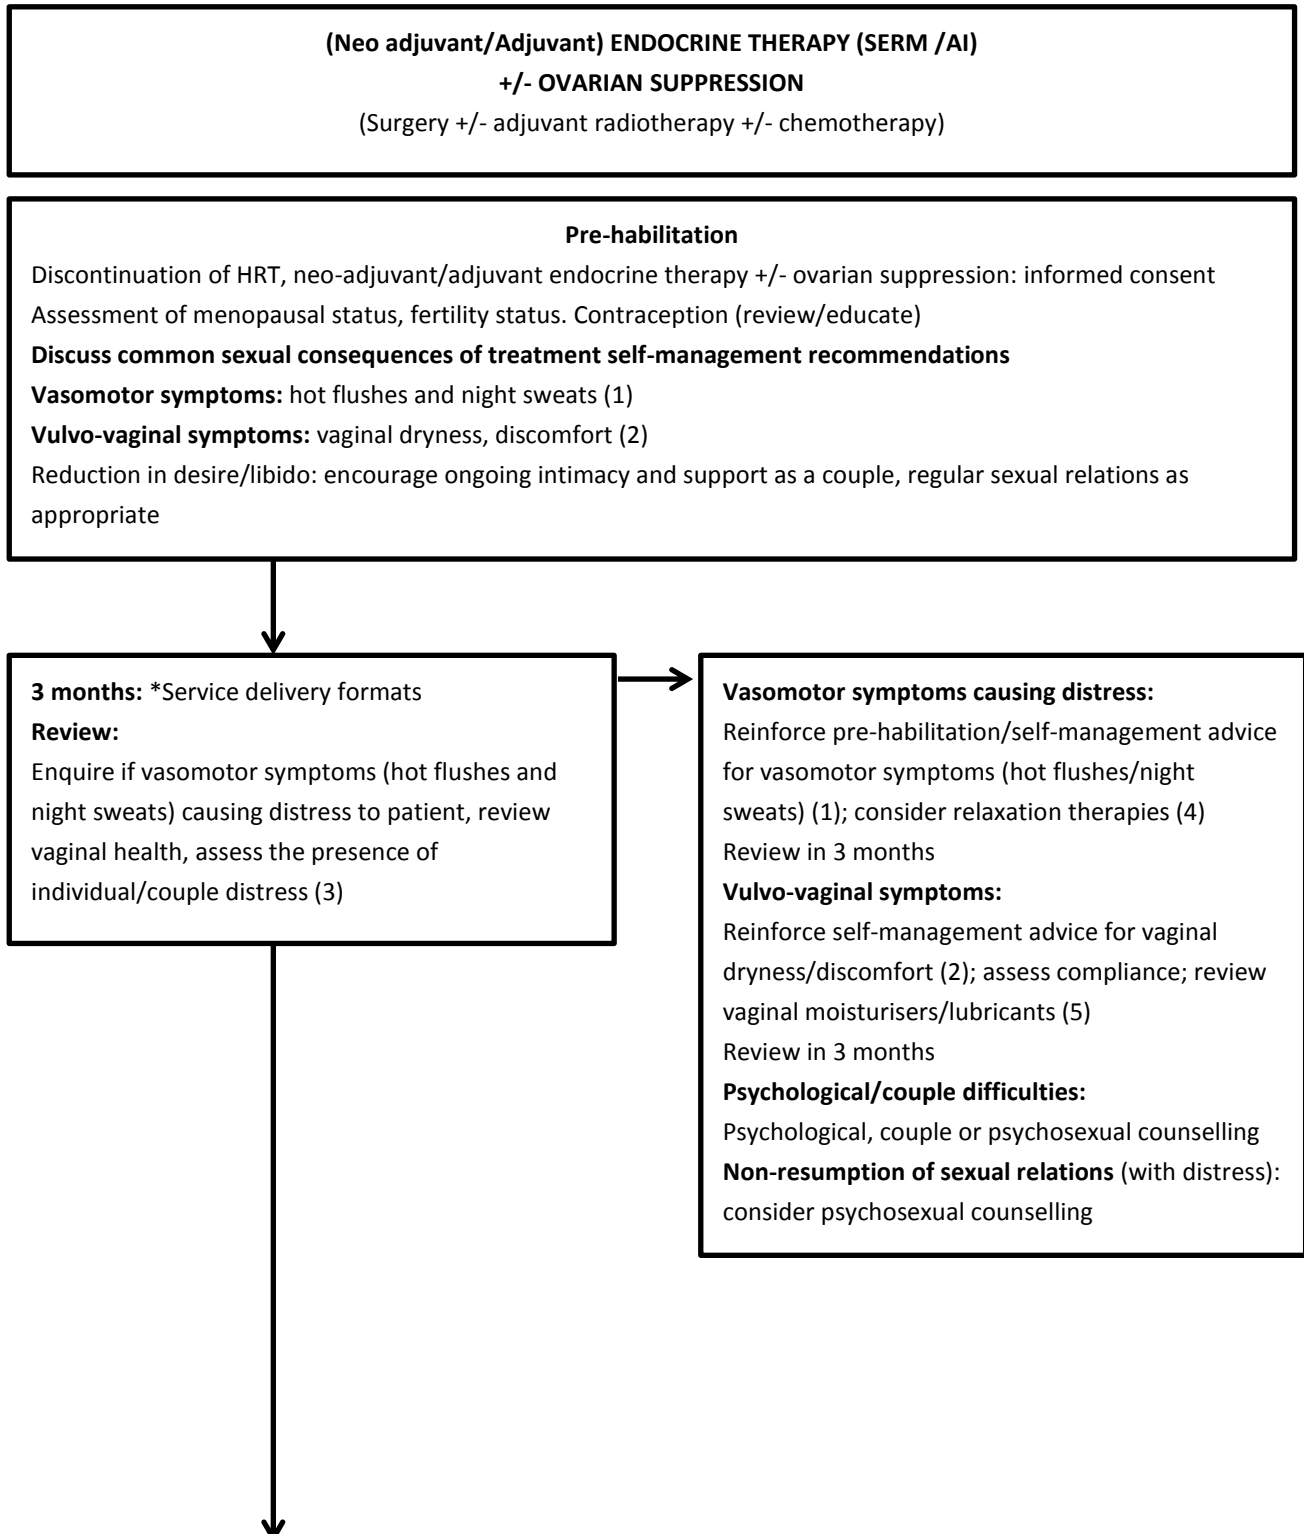 (Neo adjuvant/Adjuvant) ENDOCRINE THERAPY (SERM /AI)
+/- OVARIAN SUPPRESSION
(Surgery +/- adjuvant radiotherapy +/- chemotherapy)
Pre-habilitation
Discontinuation of HRT, neo-adjuvant/adjuvant endocrine therapy +/- ovarian suppression: informed consent
Assessment of menopausal status, fertility status. Contraception (review/educate)
Discuss common sexual consequences of treatment self-management recommendations
Vasomotor symptoms: hot flushes and night sweats (1)
Vulvo-vaginal symptoms: vaginal dryness, discomfort (2)
Reduction in desire/libido: encourage ongoing intimacy and support as a couple, regular sexual relations as
appropriate
3 months: *Service delivery formats
Review:
Enquire if vasomotor symptoms (hot flushes and
night sweats) causing distress to patient, review
vaginal health, assess the presence of
individual/couple distress (3)
Vasomotor symptoms causing distress:
Reinforce pre-habilitation/self-management advice
for vasomotor symptoms (hot flushes/night
sweats) (1); consider relaxation therapies (4)
Review in 3 months
Vulvo-vaginal symptoms:
Reinforce self-management advice for vaginal
dryness/discomfort (2); assess compliance; review
vaginal moisturisers/lubricants (5)
Review in 3 months
Psychological/couple difficulties:
Psychological, couple or psychosexual counselling
Non-resumption of sexual relations (with distress):
consider psychosexual counselling